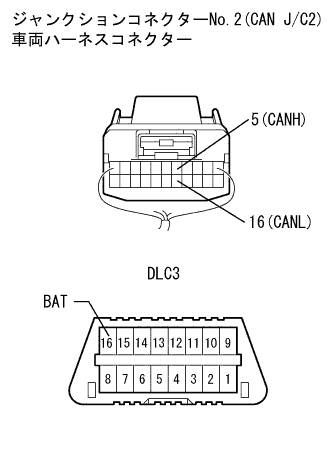 ジャンクションコネクターNo.2(CAN J/C2)
車両ハーネスコネクター
5(CANH)
16(CANL)
DLC3
BAT
16 15 14 13 12 11 10 9
8 7 6 5 4 3 2 1